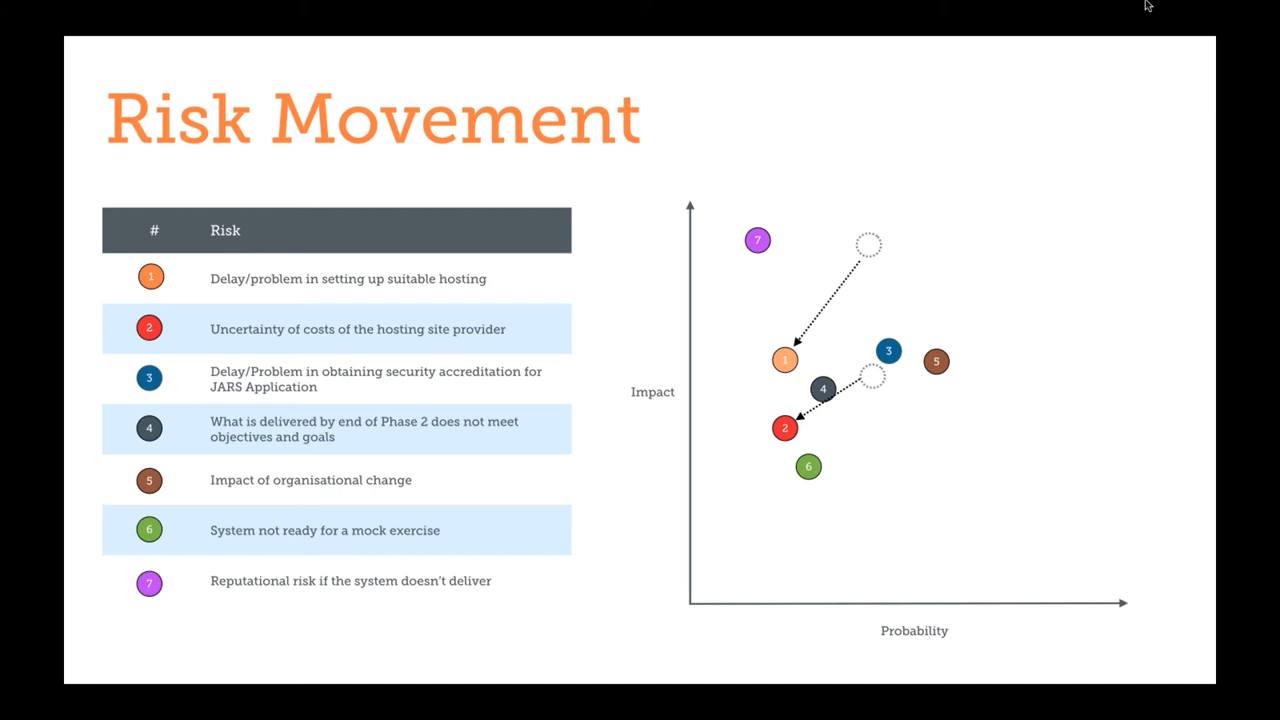 Risk Movement
# Risk
1 Delay/problem in setting up suitable hosting
2 Uncertainty of costs of the hosting site provider
3 Delay/Problem in obtaining security accreditation for
JARS Application
4 What is delivered by end of Phase 2 does not meet
objectives and goals
5 Impact of organisational change
6 System not ready for a mock exercise
7 Reputational risk if the system doesn't deliver
7
3
1
5
4
Impact
2
6
Probability